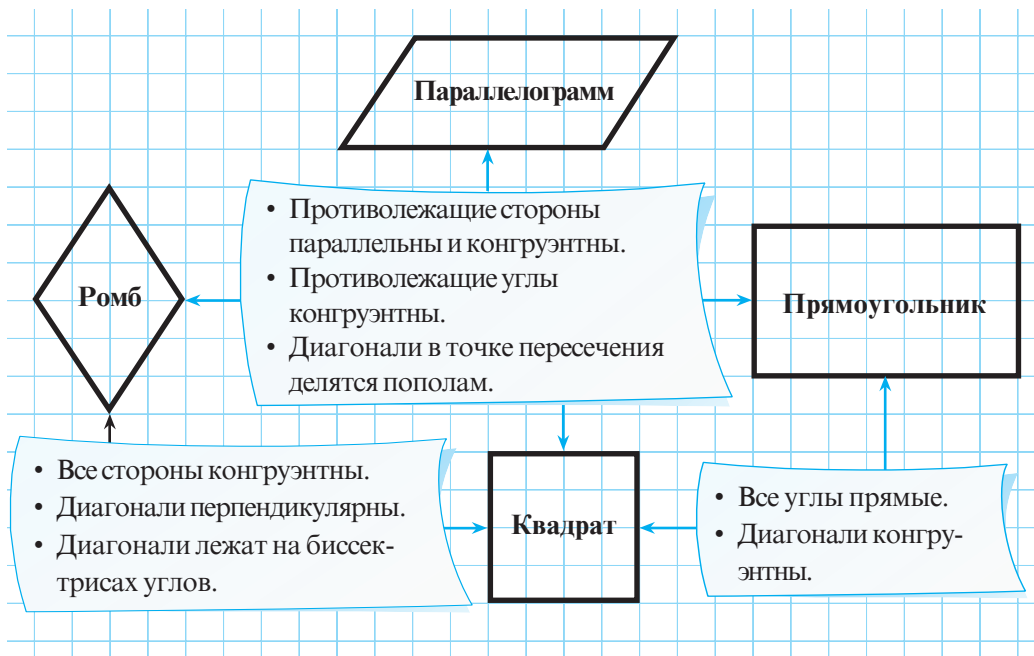 Параллелограмм
• Противолежащие стороны
параллельны и конгруэнтны.
• Противолежащие углы
конгруэнтны.
• Диагонали в точке пересечения
делятся пополам.
Ромб
Прямоугольник
• Все стороны конгруэнтны.
• Диагонали перпендикулярны.
• Диагонали лежат на биссек-
трисах углов.
Квадрат
• Все углы прямые.
• Диагонали конгру-
энтны.